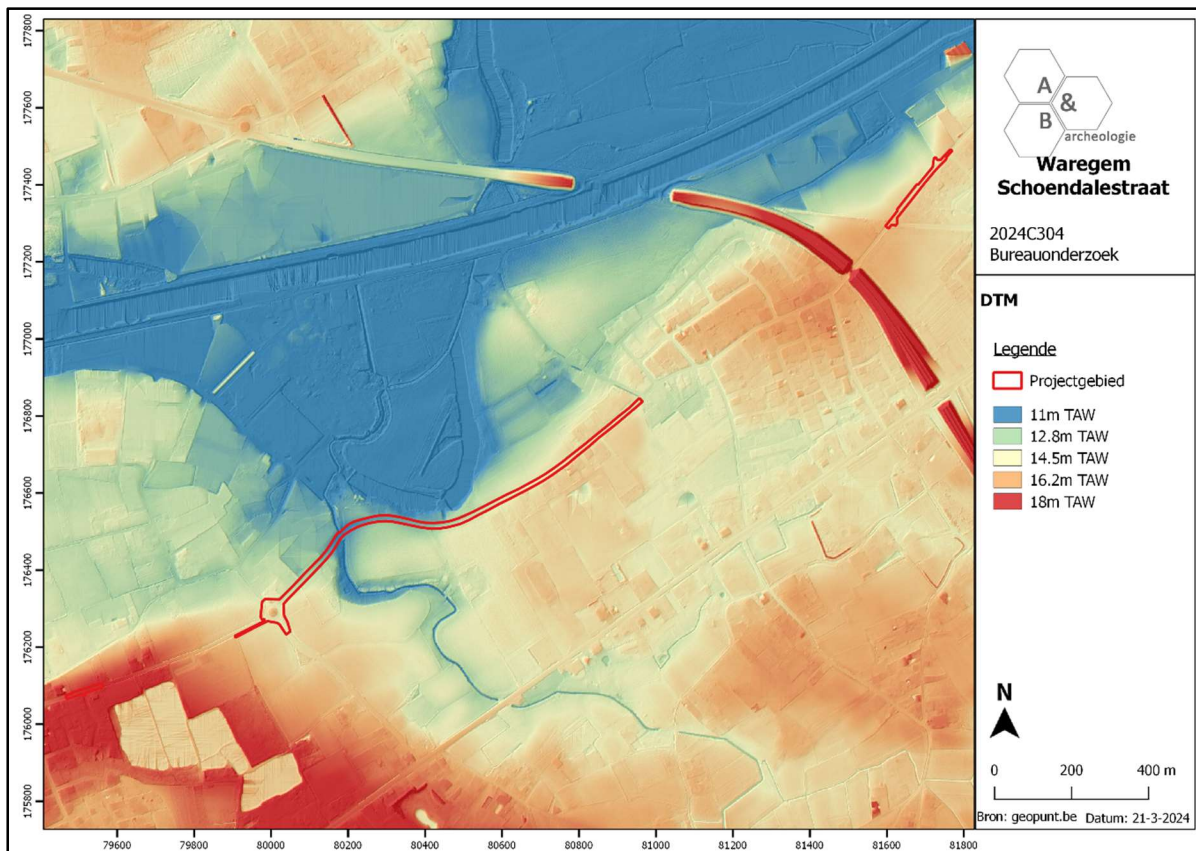 177800
177600
177400
177200
177000
176800
176600
176400
176200
176000
175800
79600
79800
80000
80200
80400
80600
80800
81000
81200
81400
81600
81800
A
&
B
archeologie
Waregem
Schoendalestraat
2024C304
Bureauonderzoek
DTM
Legende
Projectgebied
11m TAW
12.8m TAW
14.5m TAW
16.2m TAW
18m TAW
N
0 200 400 m
Bron: geopunt.be Datum: 21-3-2024